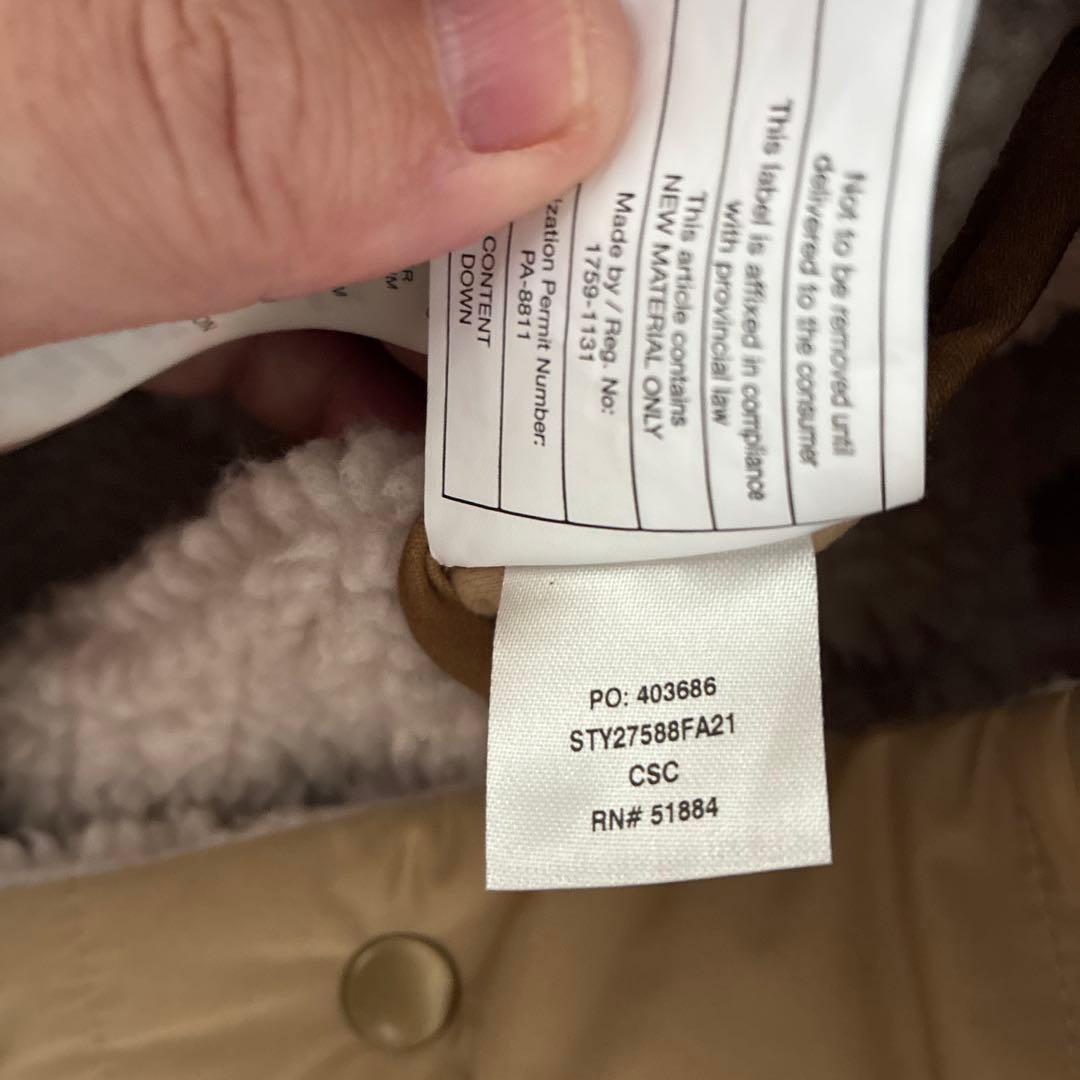 Not to be removed until
delivered to the consumer
This label is affixed in compliance
with provincial law
This article contains
NEW MATERIAL ONLY
Made by / Reg. No:
1759-1131
Permit Number:
PA-8811
CONTENT
DOWN
PO: 403686
STY27588FA21
CSC
RN# 51884